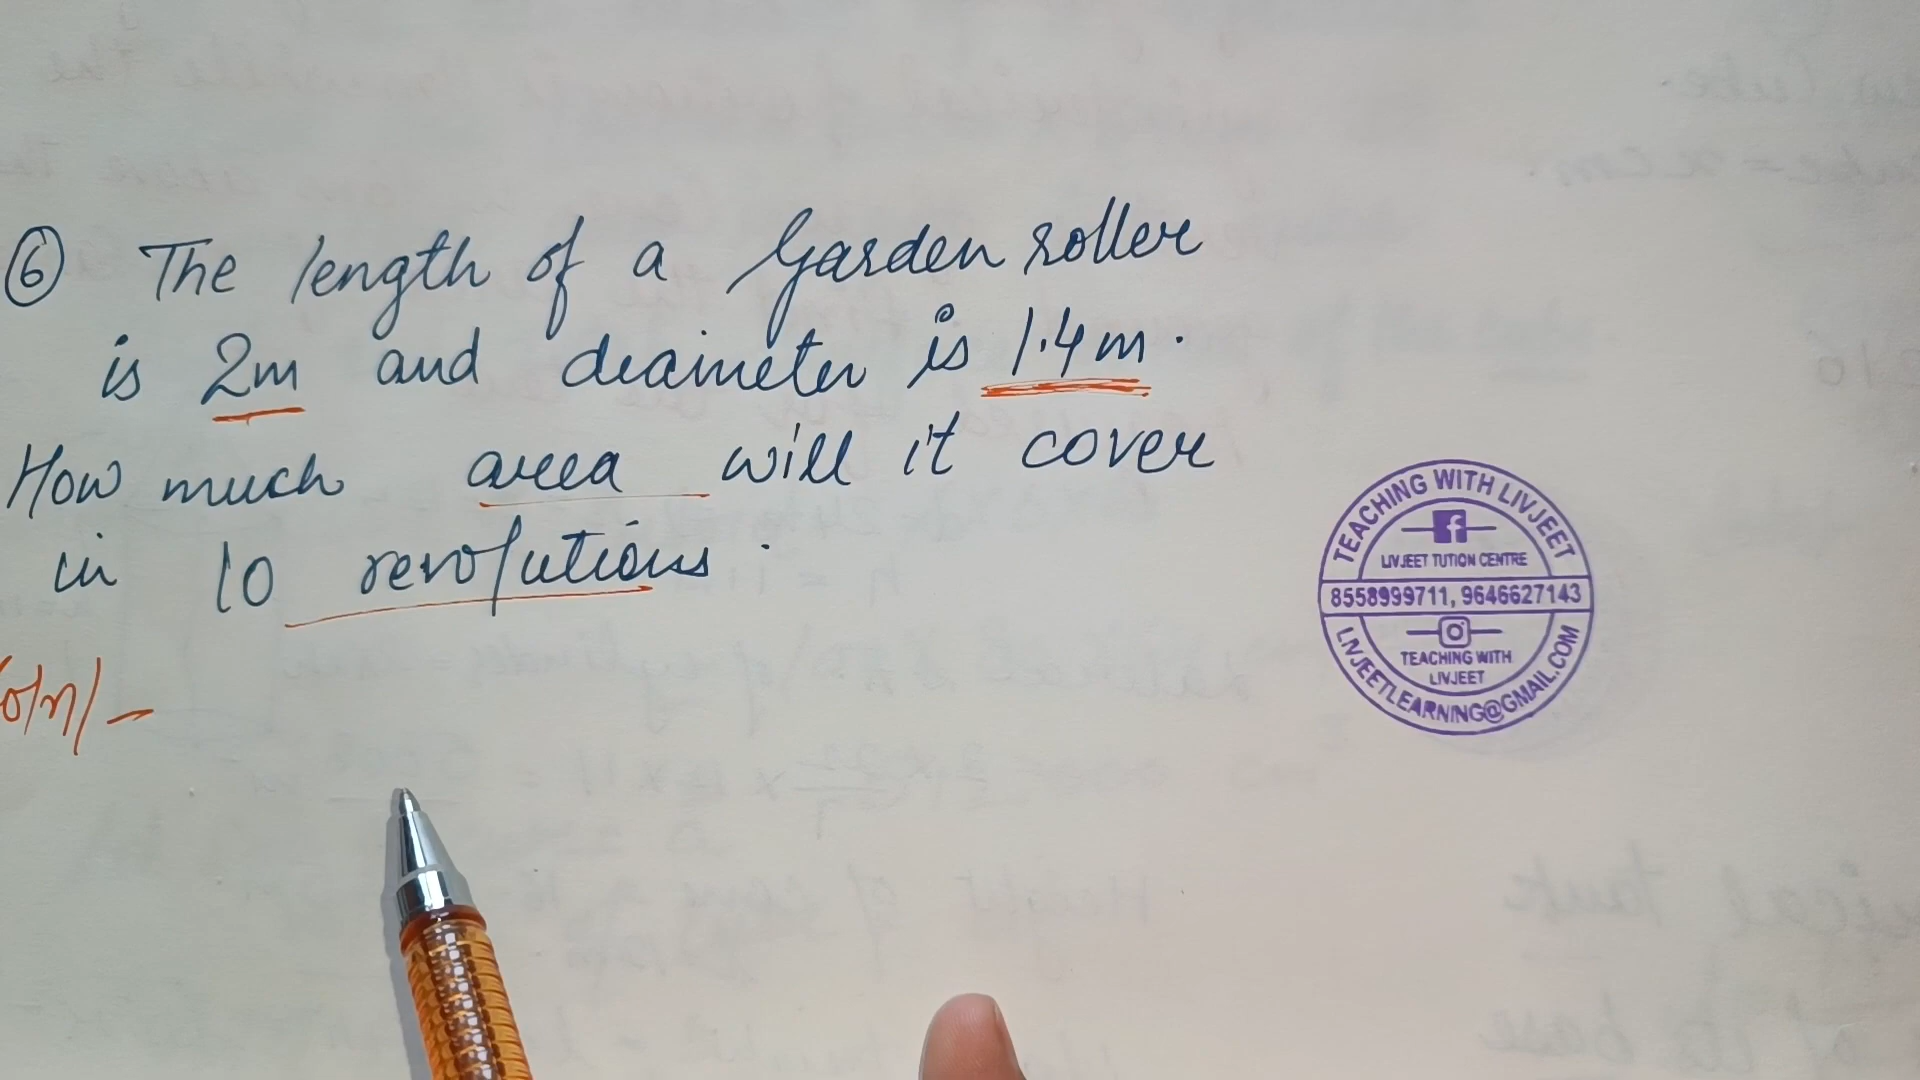 6 The length of a Garden roller
is 2m and diameter is 1.4m.
How much area will it cover
in 10 revolutions.
TEACHING WITH LIVJEET
LIVJEET TUTION CENTRE
8558999711, 9646627143
TEACHING WITH
LIVJEET
LIVJEETLEARNING@GMAIL.COM